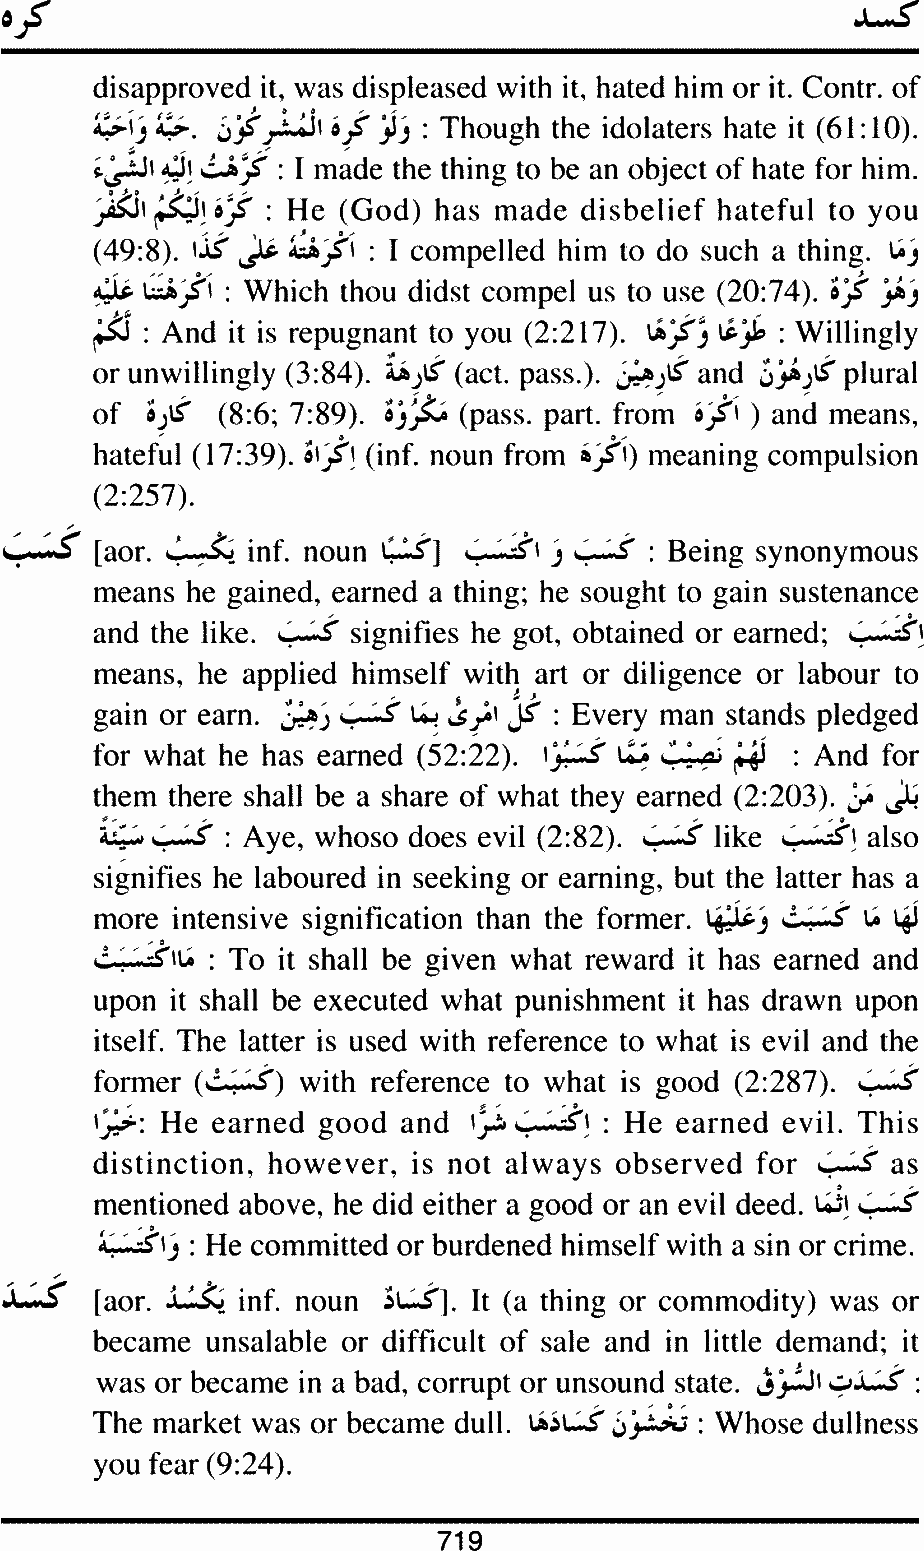 کره کسد
disapproved it, was displeased with it, hated him or it. Contr. of
حَبَّهٗ وَاَحَبَّهٗ. وَلَوْ كَرِهَ الْمُشْرِكُوْنَ : Though the idolaters hate it (61:10).
كَرَّهْتُ اِلَيْهِ الشَّيْءَ : I made the thing to be an object of hate for him.
كَرَّهَ اِلَيْكُمُ الْكُفْرَ : He (God) has made disbelief hateful to you
(49:8). اَكْرَهْتُهٗ عَلٰى كَذَا : I compelled him to do such a thing. وَمَا
اَكْرَهْتَنَا عَلَيْهِ : Which thou didst compel us to use (20:74). وَهُوَ كُرْهٌ
لَّكُمْ : And it is repugnant to you (2:217). طَوْعًا وَّكَرْهًا : Willingly
or unwillingly (3:84). كَارِهَةٌ (act. pass.). كَارِهِيْنَ and كَارِهُوْنَ plural
of كَارِهٌ (8:6; 7:89). مَكْرُوْهٌ (pass. part. from اَكْرَهَ ) and means,
hateful (17:39). اِكْرَاهٌ (inf. noun from اَكْرَهَ) meaning compulsion
(2:257).
كَسَبَ [aor. يَكْسِبُ inf. noun كَسْبًا] كَسَبَ وَ اكْتَسَبَ : Being synonymous
means he gained, earned a thing; he sought to gain sustenance
and the like. كَسَبَ signifies he got, obtained or earned; اِكْتَسَبَ
means, he applied himself with art or diligence or labour to
gain or earn. كُلُّ امْرِئٍ بِمَا كَسَبَ رَهِيْنٌ : Every man stands pledged
for what he has earned (52:22). لَهُمْ نَصِيْبٌ مِّمَّا كَسَبُوْا : And for
them there shall be a share of what they earned (2:203). بَلٰى مَنْ
كَسَبَ سَيِّئَةً : Aye, whoso does evil (2:82). كَسَبَ like اِكْتَسَبَ also
signifies he laboured in seeking or earning, but the latter has a
more intensive signification than the former. لَهَا مَا كَسَبَتْ وَعَلَيْهَا
مَااكْتَسَبَتْ : To it shall be given what reward it has earned and
upon it shall be executed what punishment it has drawn upon
itself. The latter is used with reference to what is evil and the
former (كَسَبَتْ) with reference to what is good (2:287). كَسَبَ
خَيْرًا: He earned good and اِكْتَسَبَ شَرًّا : He earned evil. This
distinction, however, is not always observed for كَسَبَ as
mentioned above, he did either a good or an evil deed. كَسَبَ اِثْمًا
وَاكْتَسَبَهٗ : He committed or burdened himself with a sin or crime.
كَسَدَ [aor. يَكْسُدُ inf. noun كَسَادٌ]. It (a thing or commodity) was or
became unsalable or difficult of sale and in little demand; it
was or became in a bad, corrupt or unsound state. كَسَدَتِ السُّوْقُ :
The market was or became dull. تَخْشَوْنَ كَسَادَهَا : Whose dullness
you fear (9:24).
719